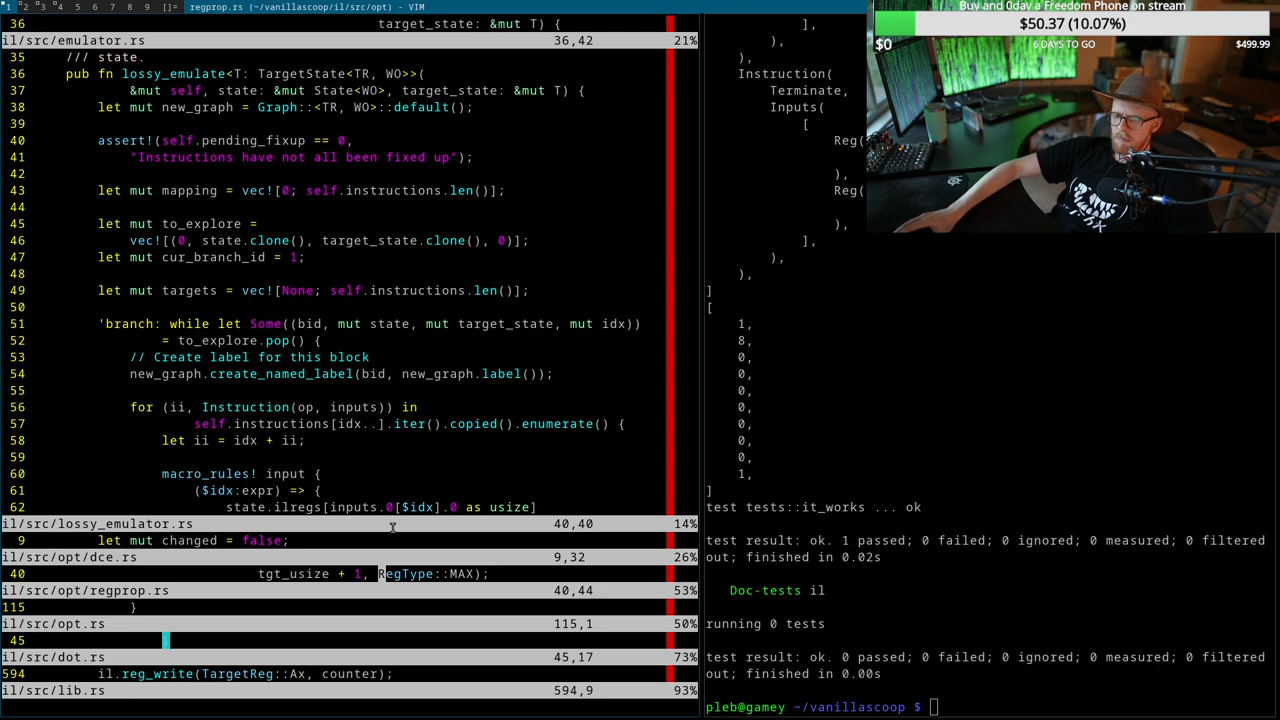 1 2 3 4 5 6 7 8 9 []= regprop.rs (~/vanillascoop/il/src/opt) - VIM
36 target_state: &mut T) {
il/src/emulator.rs 36,42 21%
35 /// state.
36 pub fn lossy_emulate<T: TargetState<TR, WO>>(
37 &mut self, state: &mut State<WO>, target_state: &mut T) {
38 let mut new_graph = Graph::<TR, WO>::default();
39
40 assert!(self.pending_fixup == 0,
41 "Instructions have not all been fixed up");
42
43 let mut mapping = vec![0; self.instructions.len()];
44
45 let mut to_explore =
46 vec![(0, state.clone(), target_state.clone(), 0)];
47 let mut cur_branch_id = 1;
48
49 let mut targets = vec![None; self.instructions.len()];
50
51 'branch: while let Some((bid, mut state, mut target_state, mut idx))
52 = to_explore.pop() {
53 // Create label for this block
54 new_graph.create_named_label(bid, new_graph.label());
55
56 for (ii, Instruction(op, inputs)) in
57 self.instructions[idx..].iter().copied().enumerate() {
58 let ii = idx + ii;
59
60 macro_rules! input {
61 ($idx:expr) => {
62 state.ilregs[inputs.0[$idx].0 as usize]
il/src/lossy_emulator.rs 40,40 14%
9 let mut changed = false;
il/src/opt/dce.rs 9,32 26%
40 tgt_usize + 1, RegType::MAX);
il/src/opt/regprop.rs 40,44 53%
115 }
il/src/opt.rs 115,1 50%
45 }
il/src/dot.rs 45,17 73%
594 il.reg_write(TargetReg::Ax, counter);
il/src/lib.rs 594,9 93%
],
),
),
Instruction(
Terminate,
Inputs(
[
Reg(
),
Reg(
),
],
),
),
]
[
1,
8,
0,
0,
0,
0,
0,
0,
0,
1,
]
test tests::it_works ... ok
test result: ok. 1 passed; 0 failed; 0 ignored; 0 measured; 0 filtered
out; finished in 0.02s
Doc-tests il
running 0 tests
test result: ok. 0 passed; 0 failed; 0 ignored; 0 measured; 0 filtered
out; finished in 0.00s
pleb@gamey ~/vanillascoop $
Buy and 0day a Freedom Phone on stream
$50.37 (10.07%)
$0 6 DAYS TO GO $499.99